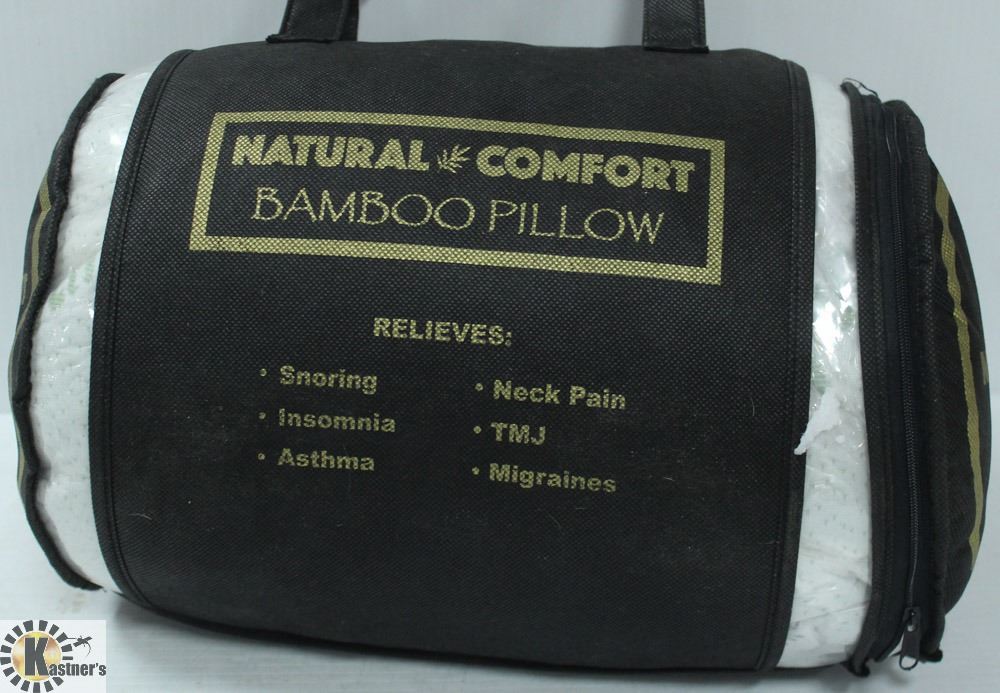 NATURAL COMFORT
BAMBOO PILLOW
RELIEVES:
• Snoring
• Insomnia
• Asthma
• Neck Pain
• TMJ
• Migraines
KASTNER'S